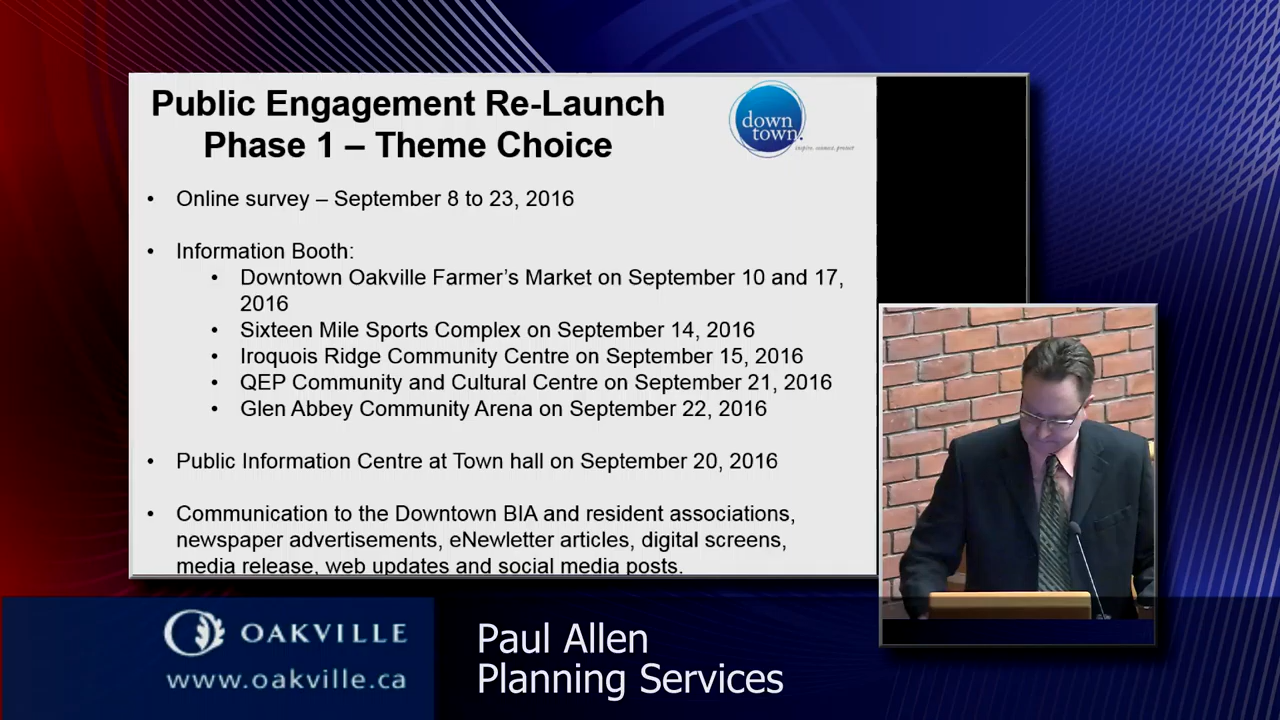 Public Engagement Re-Launch
Phase 1 – Theme Choice
down
town.
inspire. connect. protect
• Online survey – September 8 to 23, 2016
• Information Booth:
• Downtown Oakville Farmer's Market on September 10 and 17,
2016
• Sixteen Mile Sports Complex on September 14, 2016
• Iroquois Ridge Community Centre on September 15, 2016
• QEP Community and Cultural Centre on September 21, 2016
• Glen Abbey Community Arena on September 22, 2016
• Public Information Centre at Town hall on September 20, 2016
• Communication to the Downtown BIA and resident associations,
newspaper advertisements, eNewletter articles, digital screens,
media release, web updates and social media posts.
OAKVILLE
www.oakville.ca
Paul Allen
Planning Services